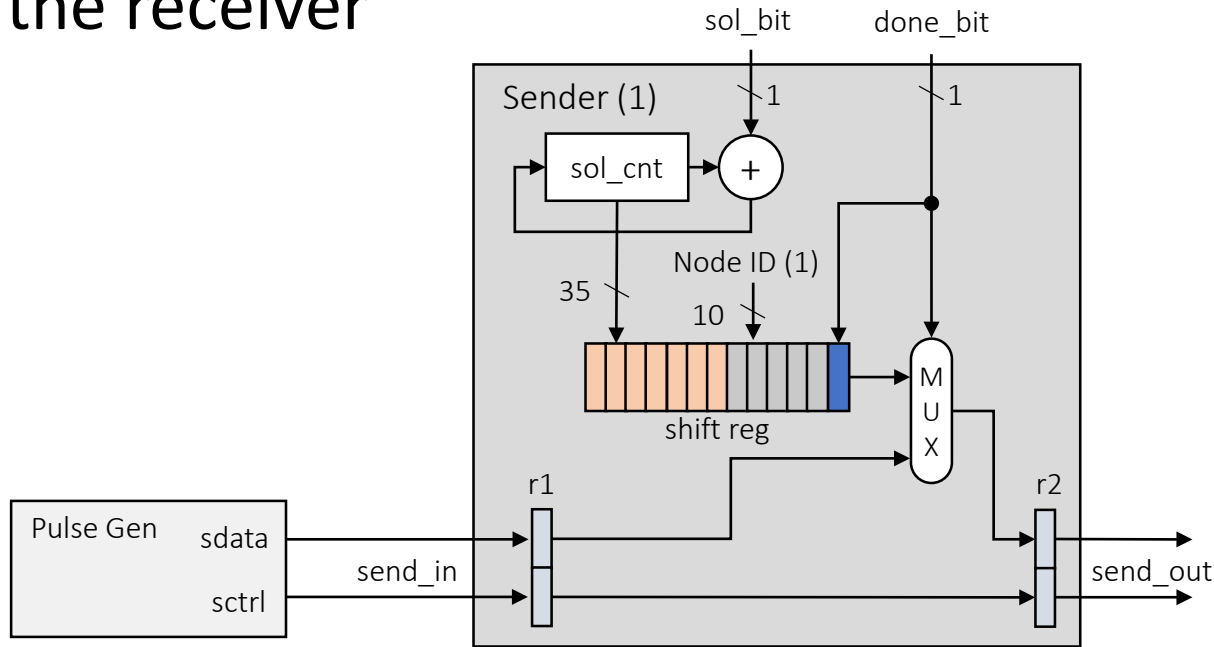 the receiver
sol_bit
done_bit
Sender (1)
1
1
sol_cnt
+
Node ID (1)
35
10
M
U
X
shift reg
r1
r2
Pulse Gen
sdata
send_in
send_out
sctrl